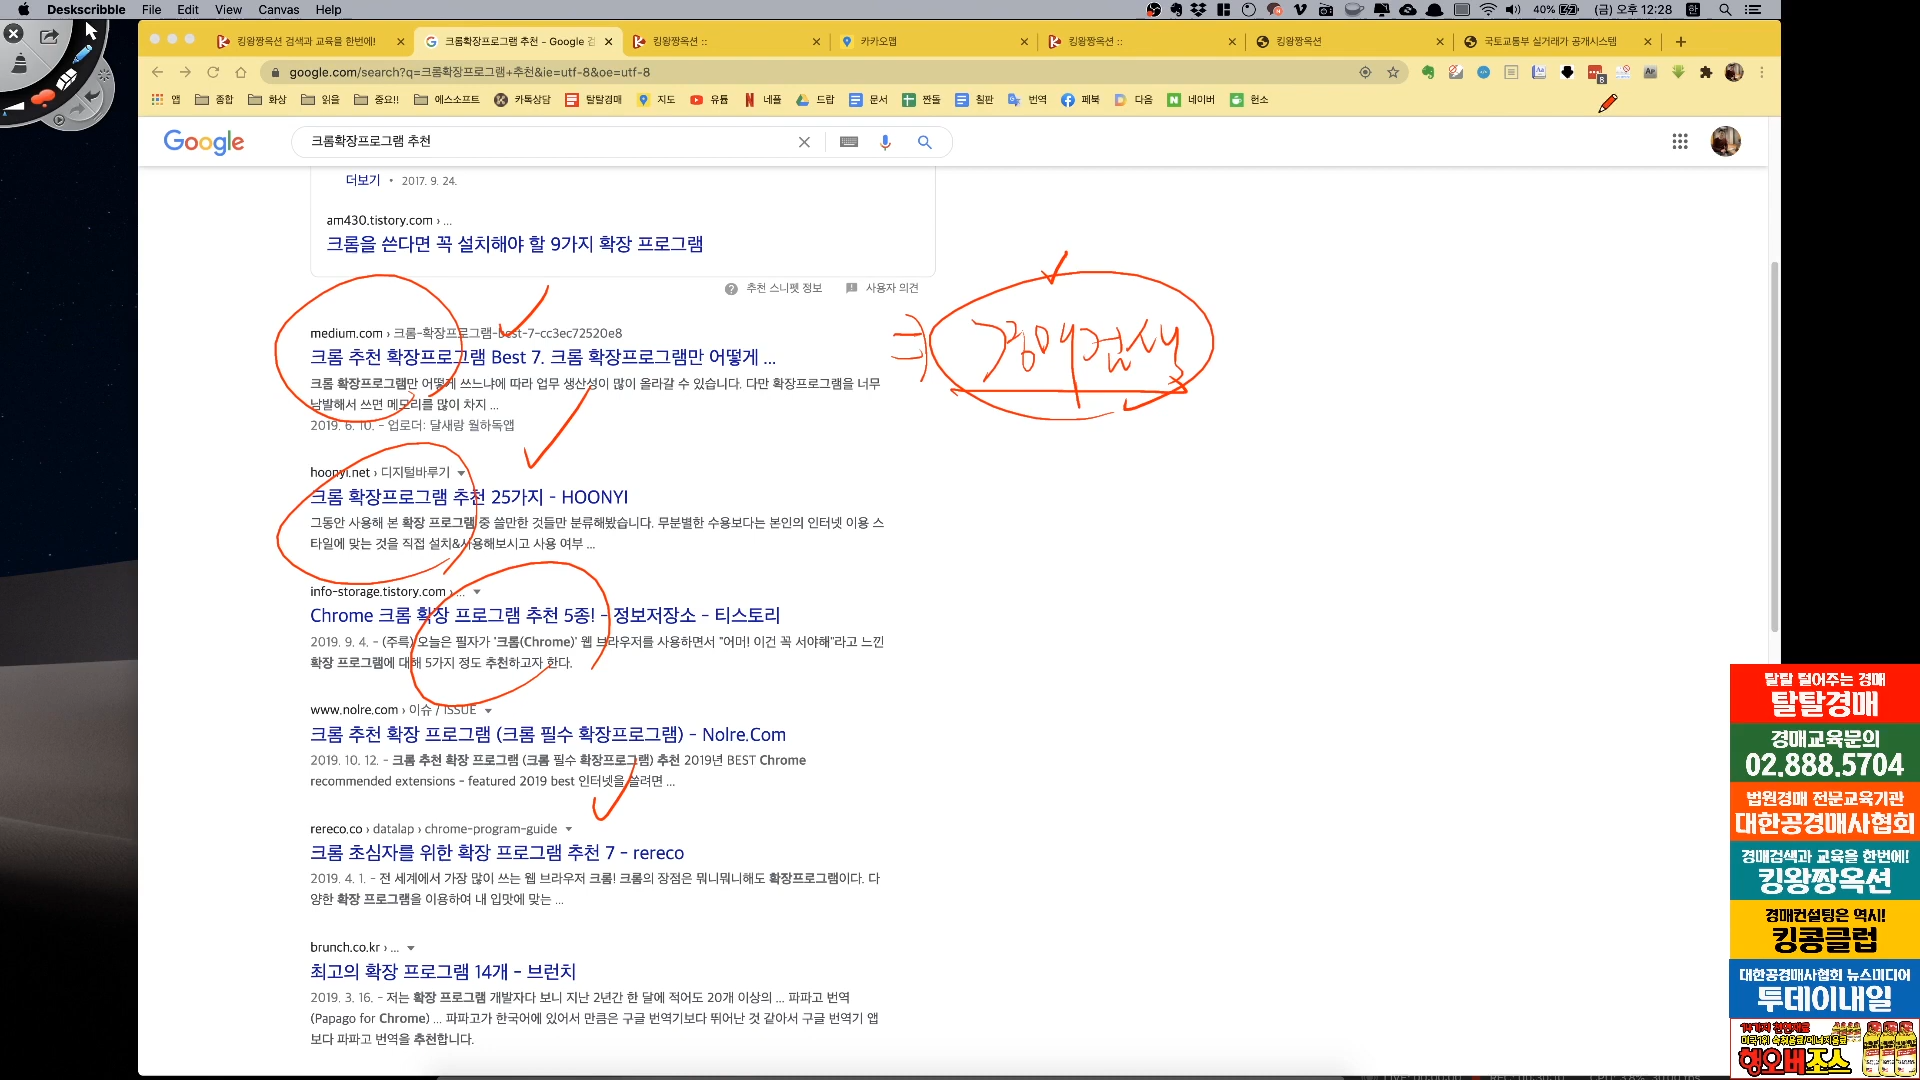 Deskscribble File Edit View Canvas Help
40% (금) 오후 12:28 한
킹왕짱옥션 검색과 교육을 한번에! 크롬확장프로그램 추천 - Google 검 킹왕짱옥션 :: 카카오맵 킹왕짱옥션 :: 킹왕짱옥션 국토교통부 실거래가 공개시스템
google.com/search?q=크롬확장프로그램+추천&ie=utf-8&oe=utf-8
앱 종합 화상 읽을 중요!! 에스소프트 카톡상담 탈탈경매 지도 유튭 네플 드랍 문서 짠돌 칠판 번역 페북 다음 네이버 헌소
Google 크롬확장프로그램 추천
더보기 • 2017. 9. 24.
am430.tistory.com › ...
크롬을 쓴다면 꼭 설치해야 할 9가지 확장 프로그램
추천 스니펫 정보 사용자 의견
medium.com › 크롬-확장프로그램-best-7-cc3ec72520e8
크롬 추천 확장프로그램 Best 7. 크롬 확장프로그램만 어떻게 ...
크롬 확장프로그램만 어떻게 쓰느냐에 따라 업무 생산성이 많이 올라갈 수 있습니다. 다만 확장프로그램을 너무
남발해서 쓰면 메모리를 많이 차지 ...
2019. 6. 10. - 업로더: 달새랑 월하독앱
경매검색
hoonyi.net › 디지털바루기
크롬 확장프로그램 추천 25가지 - HOONYI
그동안 사용해 본 확장 프로그램 중 쓸만한 것들만 분류해봤습니다. 무분별한 수용보다는 본인의 인터넷 이용 스
타일에 맞는 것을 직접 설치&사용해보시고 사용 여부 ...
info-storage.tistory.com › ...
Chrome 크롬 확장 프로그램 추천 5종! - 정보저장소 - 티스토리
2019. 9. 4. - (주륵) 오늘은 필자가 '크롬(Chrome)' 웹 브라우저를 사용하면서 "어머! 이건 꼭 서야해"라고 느낀
확장 프로그램에 대해 5가지 정도 추천하고자 한다.
www.nolre.com › 이슈 / ISSUE
크롬 추천 확장 프로그램 (크롬 필수 확장프로그램) - Nolre.Com
2019. 10. 12. - 크롬 추천 확장 프로그램 (크롬 필수 확장프로그램) 추천 2019년 BEST Chrome
recommended extensions - featured 2019 best 인터넷을 쓸려면 ...
rereco.co › datalap › chrome-program-guide
크롬 초심자를 위한 확장 프로그램 추천 7 - rereco
2019. 4. 1. - 전 세계에서 가장 많이 쓰는 웹 브라우저 크롬! 크롬의 장점은 뭐니뭐니해도 확장프로그램이다. 다
양한 확장 프로그램을 이용하여 내 입맛에 맞는 ...
brunch.co.kr › ...
최고의 확장 프로그램 14개 - 브런치
2019. 3. 16. - 저는 확장 프로그램 개발자다 보니 지난 2년간 한 달에 적어도 20개 이상의 ... 파파고 번역
(Papago for Chrome) ... 파파고가 한국어에 있어서 만큼은 구글 번역기보다 뛰어난 것 같아서 구글 번역기 앱
보다 파파고 번역을 추천합니다.
탈탈 털어주는 경매
탈탈경매
경매교육문의
02.888.5704
법원경매 전문교육기관
대한공경매사협회
경매검색과 교육을 한번에!
킹왕짱옥션
경매컨설팅은 역시!
킹콩클럽
대한공경매사협회 뉴스미디어
투데이내일
14가지 천연재료
행오버죠스